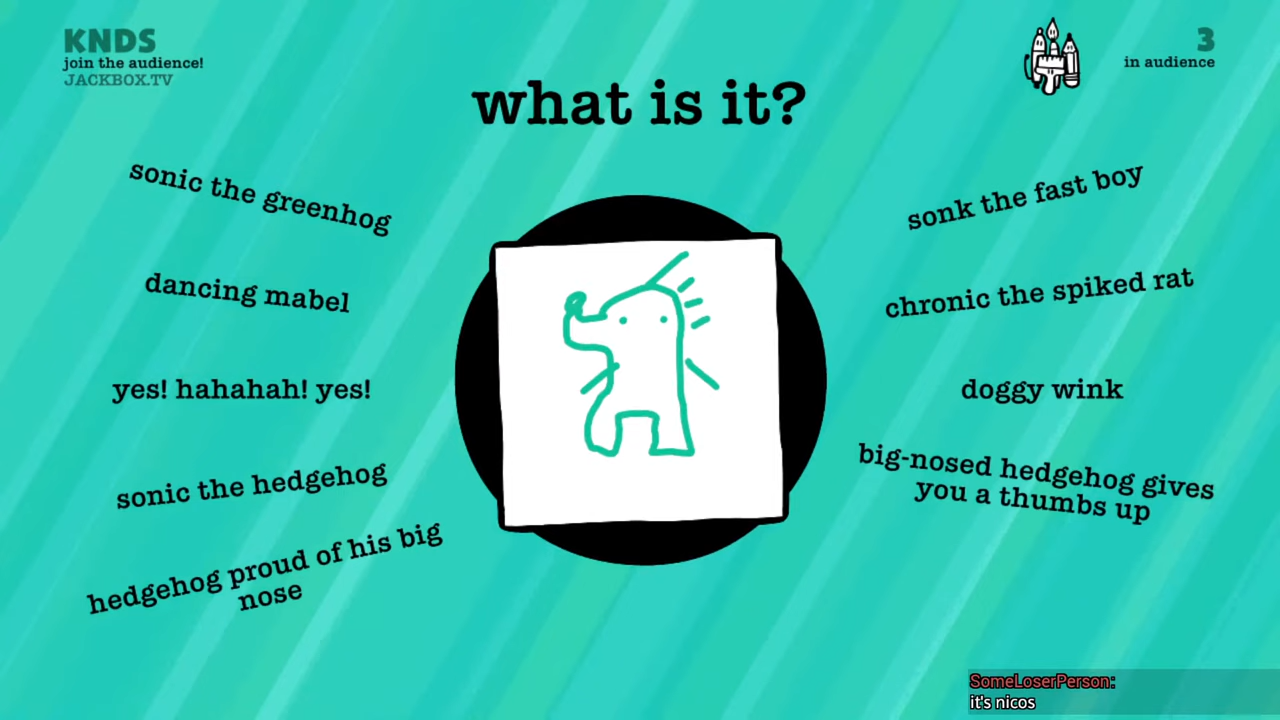 KNDS
join the audience!
JACKBOX.TV
3
in audience
what is it?
sonic the greenhog
dancing mabel
yes! hahahah! yes!
sonic the hedgehog
hedgehog proud of his big
nose
sonk the fast boy
chronic the spiked rat
doggy wink
big-nosed hedgehog gives
you a thumbs up
SomeLoserPerson:
it's nicos